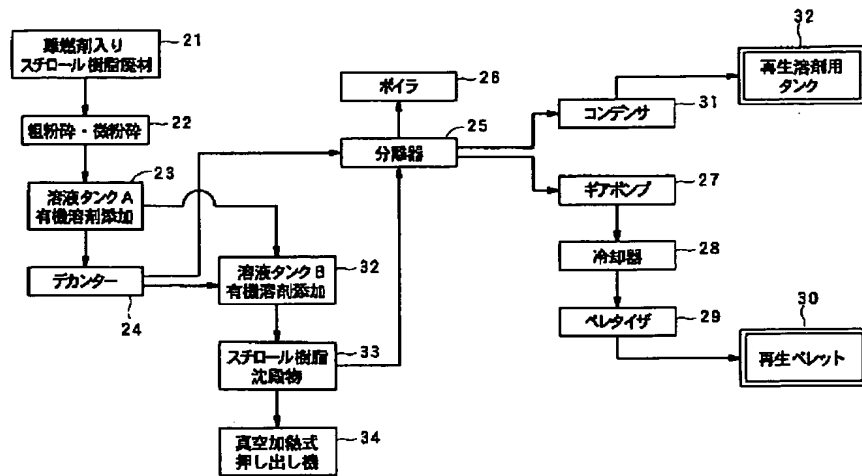 難燃剤入り
スチロール樹脂廃材
21
粗粉砕・微粉砕
22
23
溶液タンクA
有機溶剤添加
デカンター
24
ボイラ
26
25
分離器
溶液タンクB
有機溶剤添加
32
スチロール樹脂
沈殿物
33
真空加熱式
押し出し機
34
コンデンサ
31
32
再生溶剤用
タンク
ギアポンプ
27
冷却器
28
ペレタイザ
29
30
再生ペレット